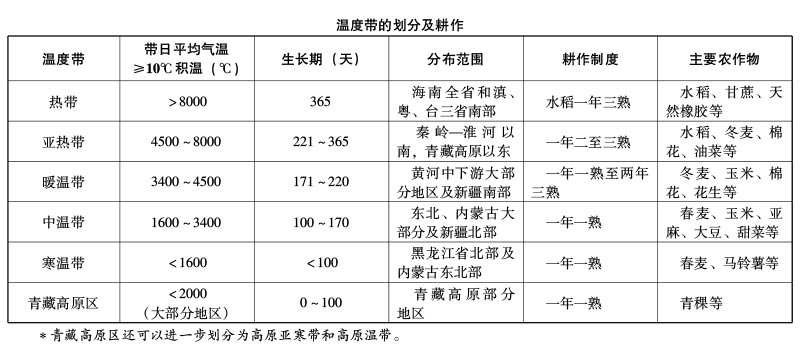 温度带的划分及耕作
温度带 带日平均气温 生长期（天） 分布范围 耕作制度 主要农作物
≥10℃积温（℃）
热带 >8000 365 海南全省和滇、粤、台三省南部 水稻一年三熟 水稻、甘蔗、天然橡胶等
亚热带 4500~8000 221~365 秦岭—淮河以南，青藏高原以东 一年二至三熟 水稻、冬麦、棉花、油菜等
暖温带 3400~4500 171~220 黄河中下游大部分地区及新疆南部 一年一熟至两年三熟 冬麦、玉米、棉花、花生等
中温带 1600~3400 100~170 东北、内蒙古大部分及新疆北部 一年一熟 春麦、玉米、亚麻、大豆、甜菜等
寒温带 <1600 <100 黑龙江省北部及内蒙古东北部 一年一熟 春麦、马铃薯等
青藏高原区 <2000（大部分地区） 0~100 青藏高原部分地区 一年一熟 青稞等
*青藏高原区还可以进一步划分为高原亚寒带和高原温带。